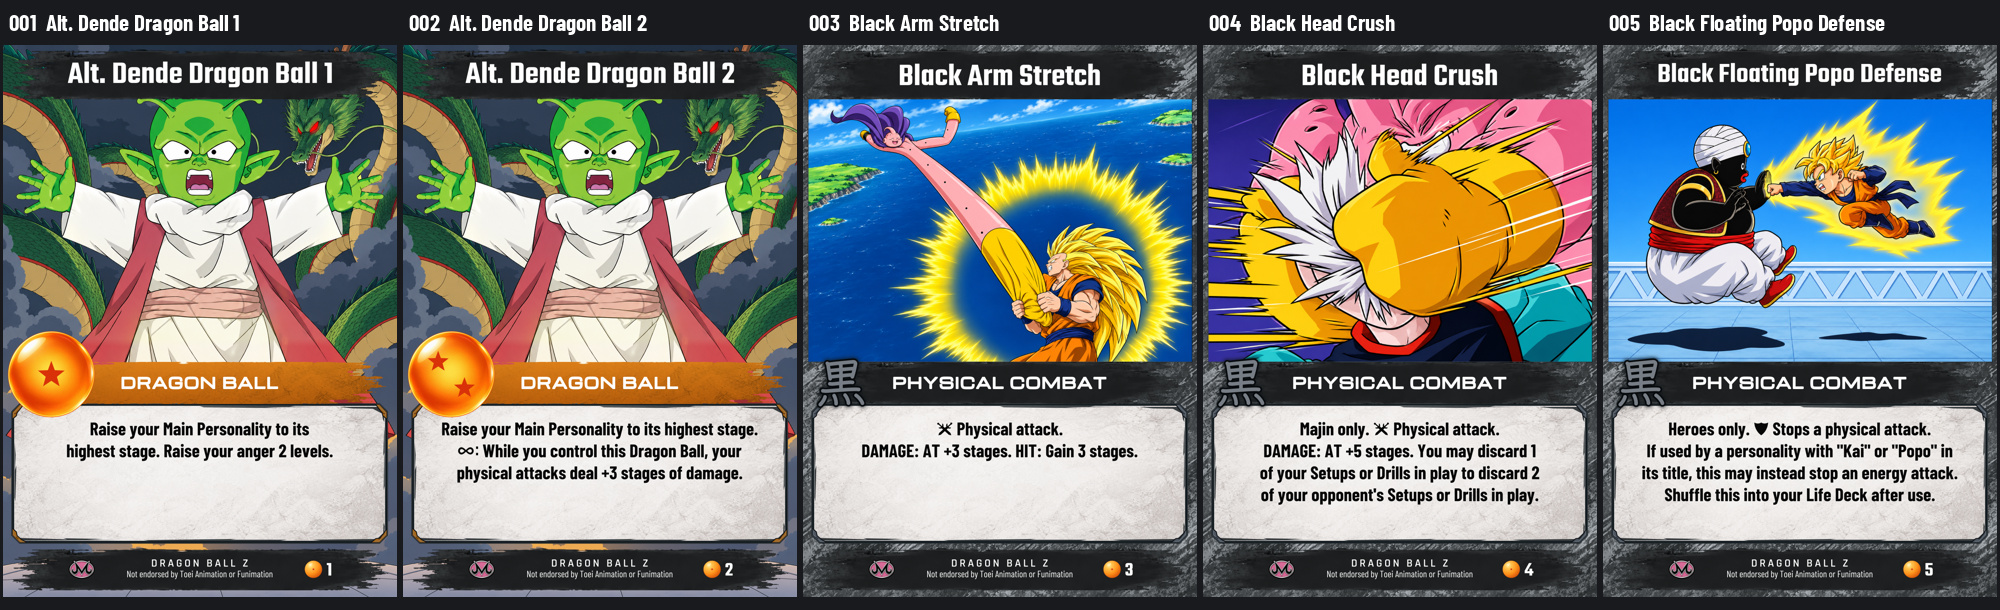 001 Alt. Dende Dragon Ball 1
Alt. Dende Dragon Ball 1
DRAGON BALL
Raise your Main Personality to its
highest stage. Raise your anger 2 levels.
DRAGON BALL Z
Not endorsed by Toei Animation or Funimation
1
002 Alt. Dende Dragon Ball 2
Alt. Dende Dragon Ball 2
DRAGON BALL
Raise your Main Personality to its highest stage.
∞: While you control this Dragon Ball, your
physical attacks deal +3 stages of damage.
DRAGON BALL Z
Not endorsed by Toei Animation or Funimation
2
003 Black Arm Stretch
Black Arm Stretch
黒
PHYSICAL COMBAT
Physical attack.
DAMAGE: AT +3 stages. HIT: Gain 3 stages.
DRAGON BALL Z
Not endorsed by Toei Animation or Funimation
3
004 Black Head Crush
Black Head Crush
黒
PHYSICAL COMBAT
Majin only. Physical attack.
DAMAGE: AT +5 stages. You may discard 1
of your Setups or Drills in play to discard 2
of your opponent's Setups or Drills in play.
DRAGON BALL Z
Not endorsed by Toei Animation or Funimation
4
005 Black Floating Popo Defense
Black Floating Popo Defense
黒
PHYSICAL COMBAT
Heroes only. Stops a physical attack.
If used by a personality with "Kai" or "Popo" in
its title, this may instead stop an energy attack.
Shuffle this into your Life Deck after use.
DRAGON BALL Z
Not endorsed by Toei Animation or Funimation
5